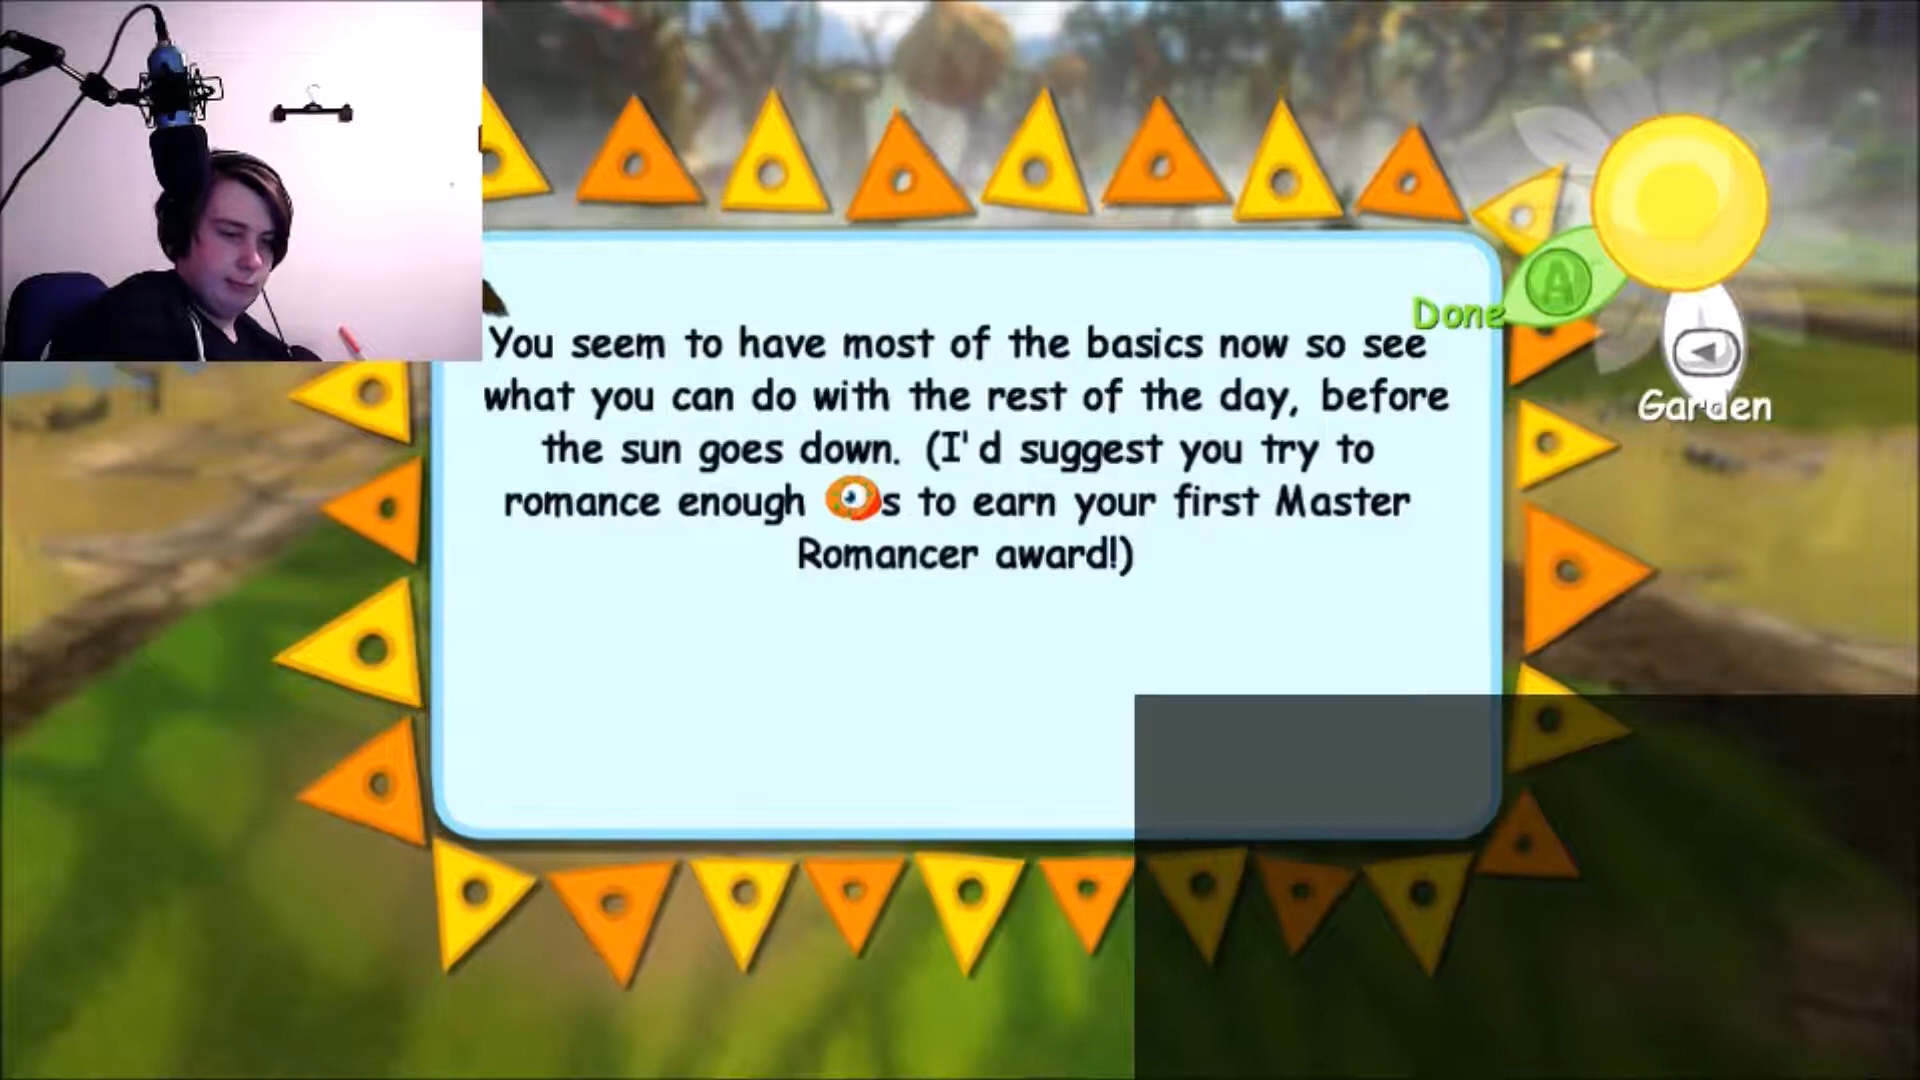 Done
A
Garden
You seem to have most of the basics now so see
what you can do with the rest of the day, before
the sun goes down. (I'd suggest you try to
romance enough s to earn your first Master
Romancer award!)